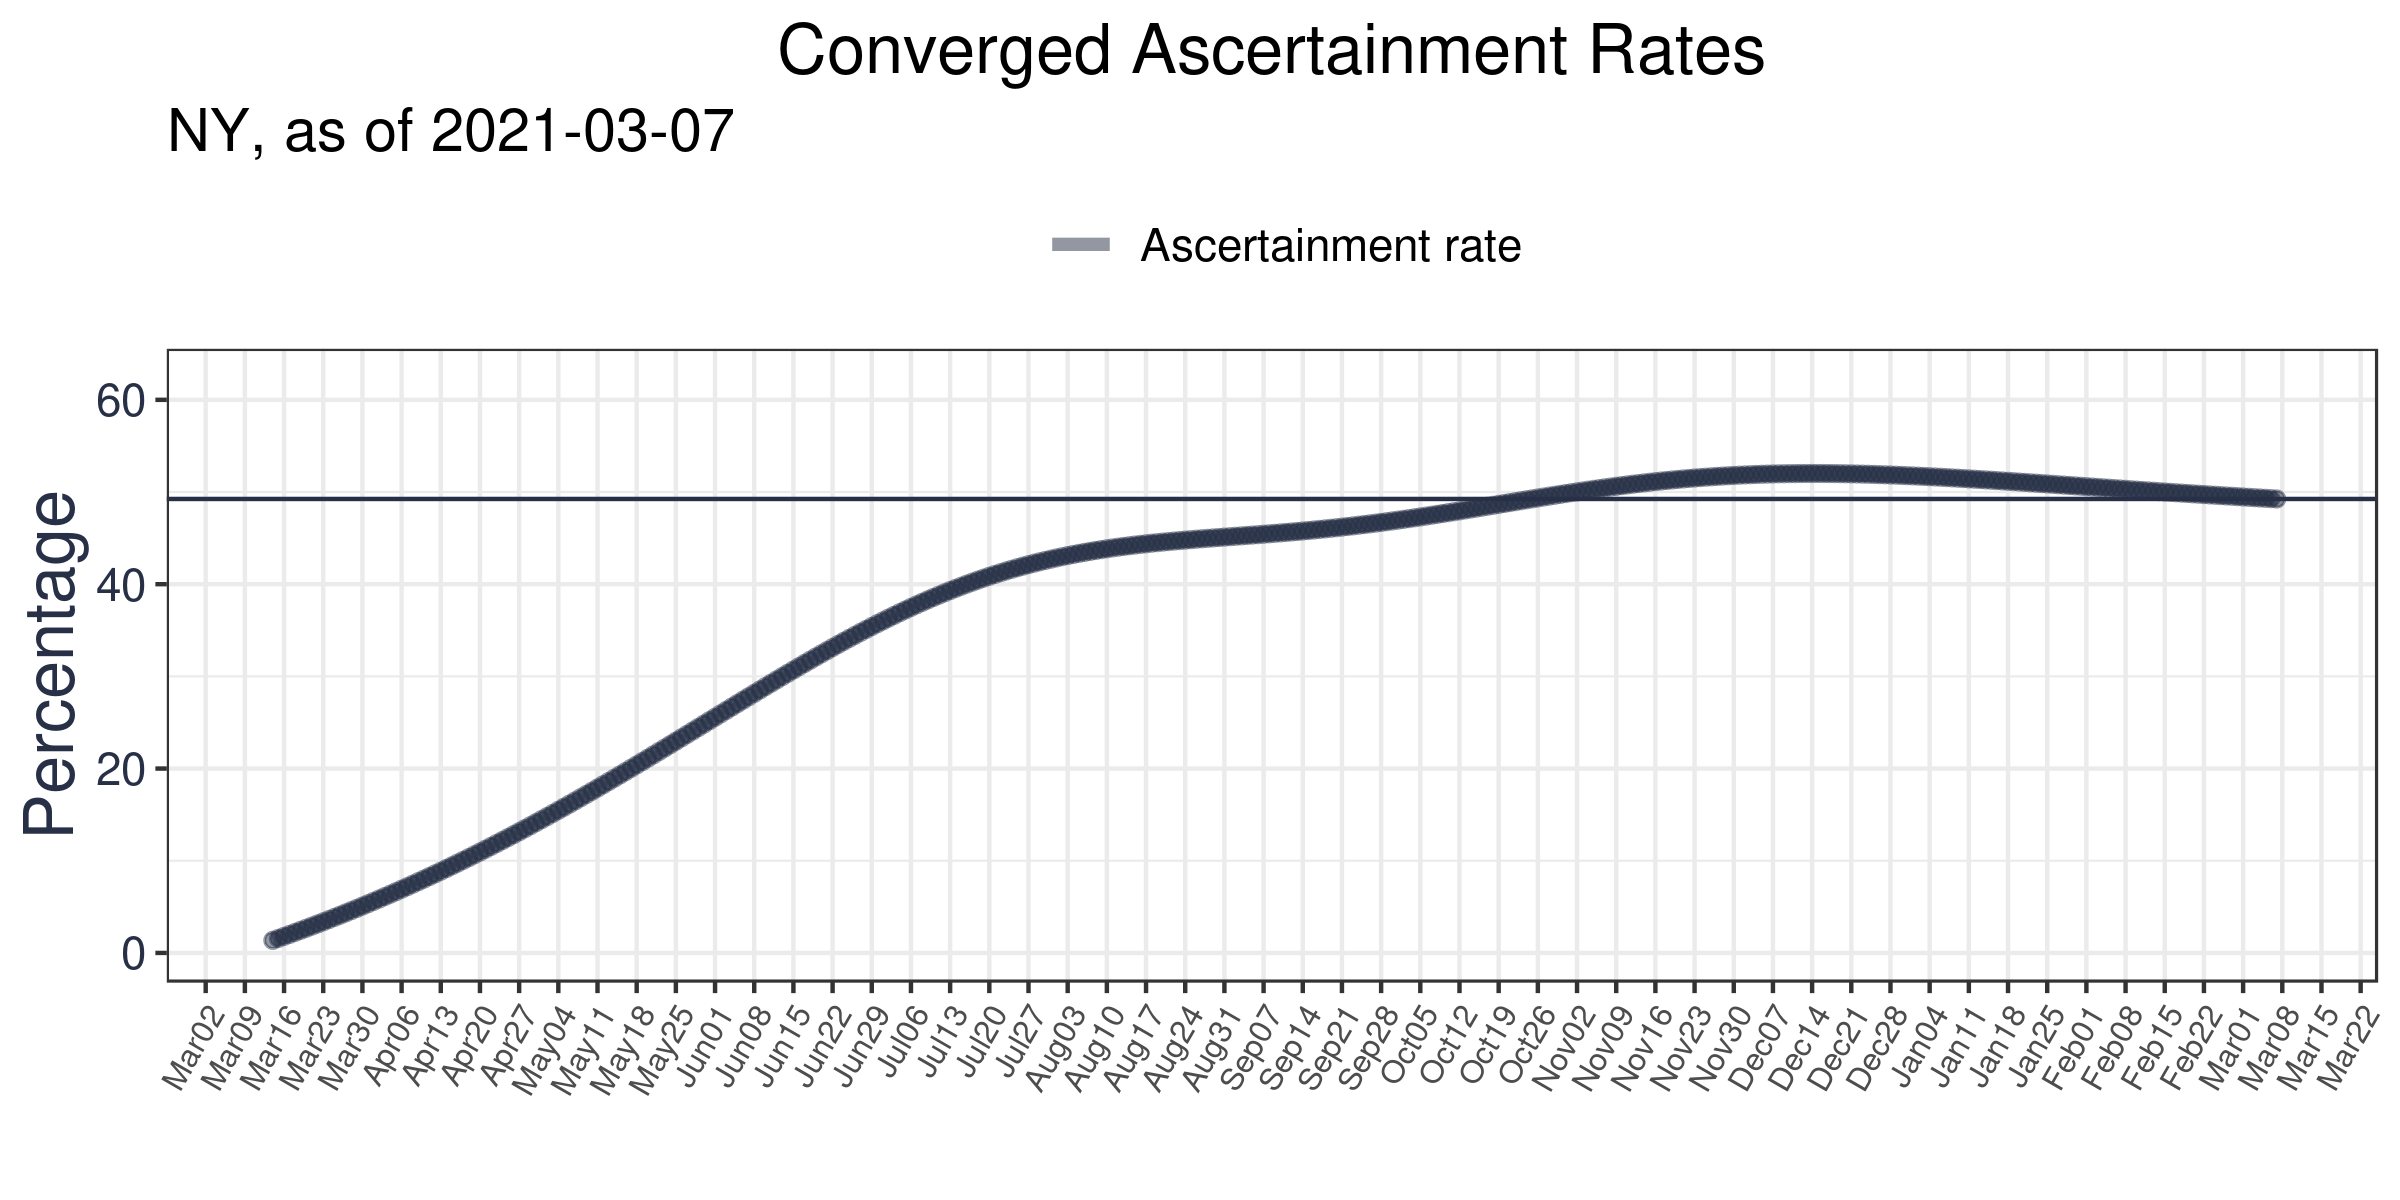 Converged Ascertainment Rates
NY, as of 2021-03-07
Ascertainment rate
Percentage
60
40
20
0
Mar02 Mar09 Mar16 Mar23 Mar30 Apr06 Apr13 Apr20 Apr27 May04 May11 May18 May25 Jun01 Jun08 Jun15 Jun22 Jun29 Jul06 Jul13 Jul20 Jul27 Aug03 Aug10 Aug17 Aug24 Aug31 Sep07 Sep14 Sep21 Sep28 Oct05 Oct12 Oct19 Oct26 Nov02 Nov09 Nov16 Nov23 Nov30 Dec07 Dec14 Dec21 Dec28 Jan04 Jan11 Jan18 Jan25 Feb01 Feb08 Feb15 Feb22 Mar01 Mar08 Mar15 Mar22